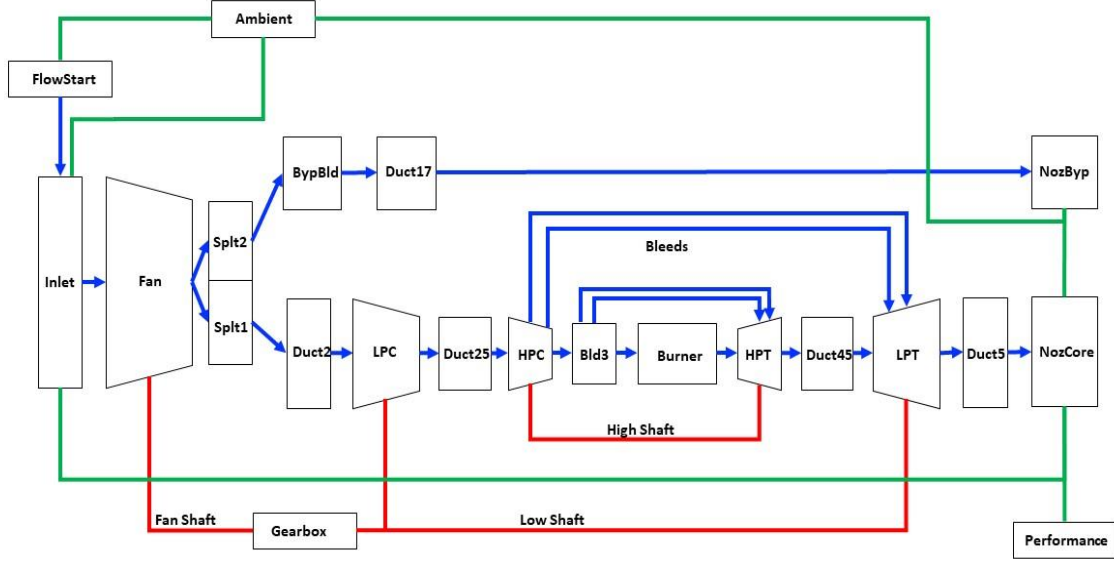 Ambient
FlowStart
BypBld
Duct17
NozByp
Splt2
Bleeds
Inlet
Fan
Splt1
Duct2
LPC
Duct25
HPC
Bld3
Burner
HPT
Duct45
LPT
Duct5
NozCore
High Shaft
Fan Shaft
Gearbox
Low Shaft
Performance